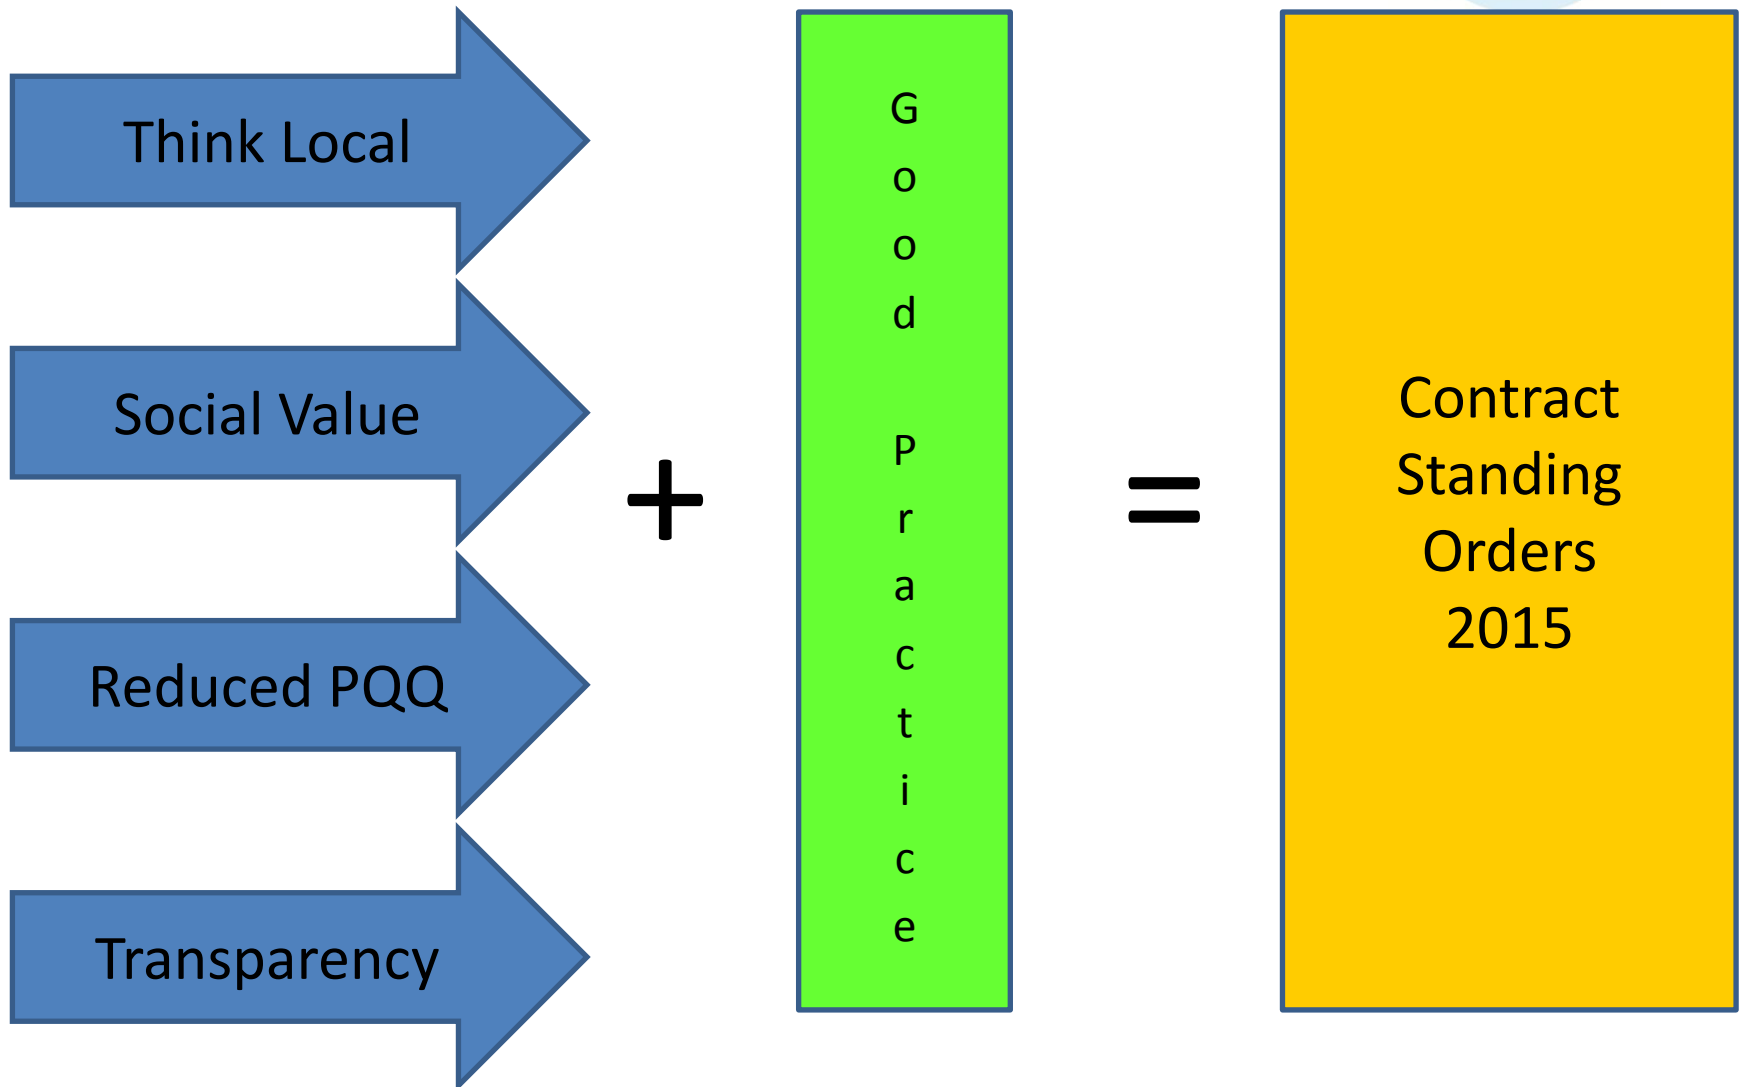 Think Local
Social Value
Reduced PQQ
Transparency
+
G
o
o
d
P
r
a
c
t
i
c
e
=
Contract
Standing
Orders
2015